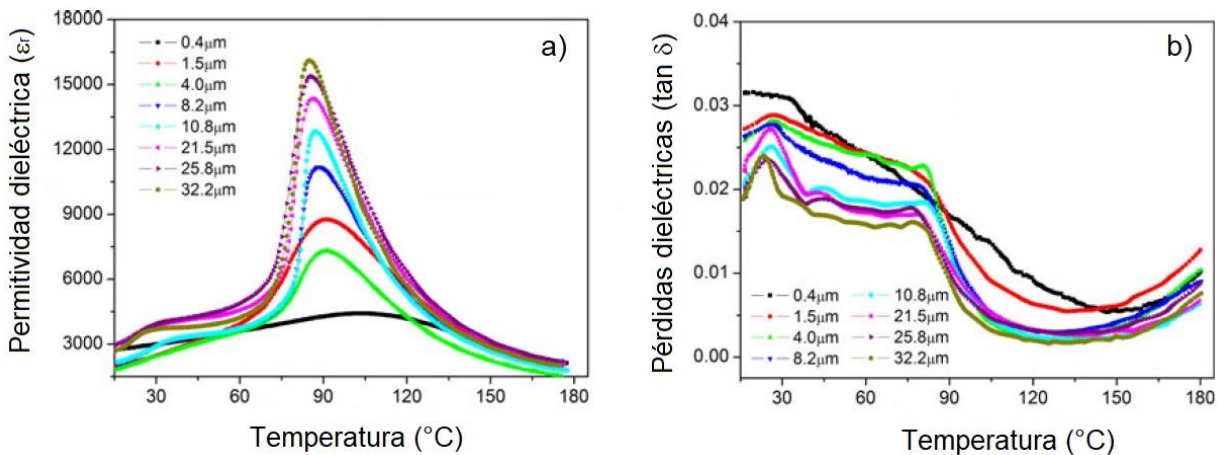 a)
Permitividad dieléctrica (εr)
18000
15000
12000
9000
6000
3000
0.4μm
1.5μm
4.0μm
8.2μm
10.8μm
21.5μm
25.8μm
32.2μm
30 60 90 120 150 180
Temperatura (°C)
b)
Pérdidas dieléctricas (tan δ)
0.04
0.03
0.02
0.01
0.00
0.4μm 10.8μm
1.5μm 21.5μm
4.0μm 25.8μm
8.2μm 32.2μm
30 60 90 120 150 180
Temperatura (°C)